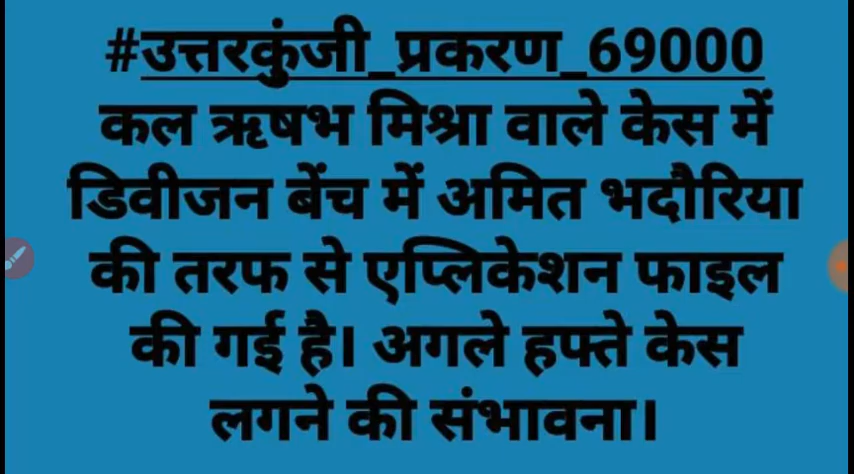 #उत्तरकुंजी_प्रकरण_69000
कल ऋषभ मिश्रा वाले केस में
डिवीजन बेंच में अमित भदौरिया
की तरफ से एप्लिकेशन फाइल
की गई है। अगले हफ्ते केस
लगने की संभावना।